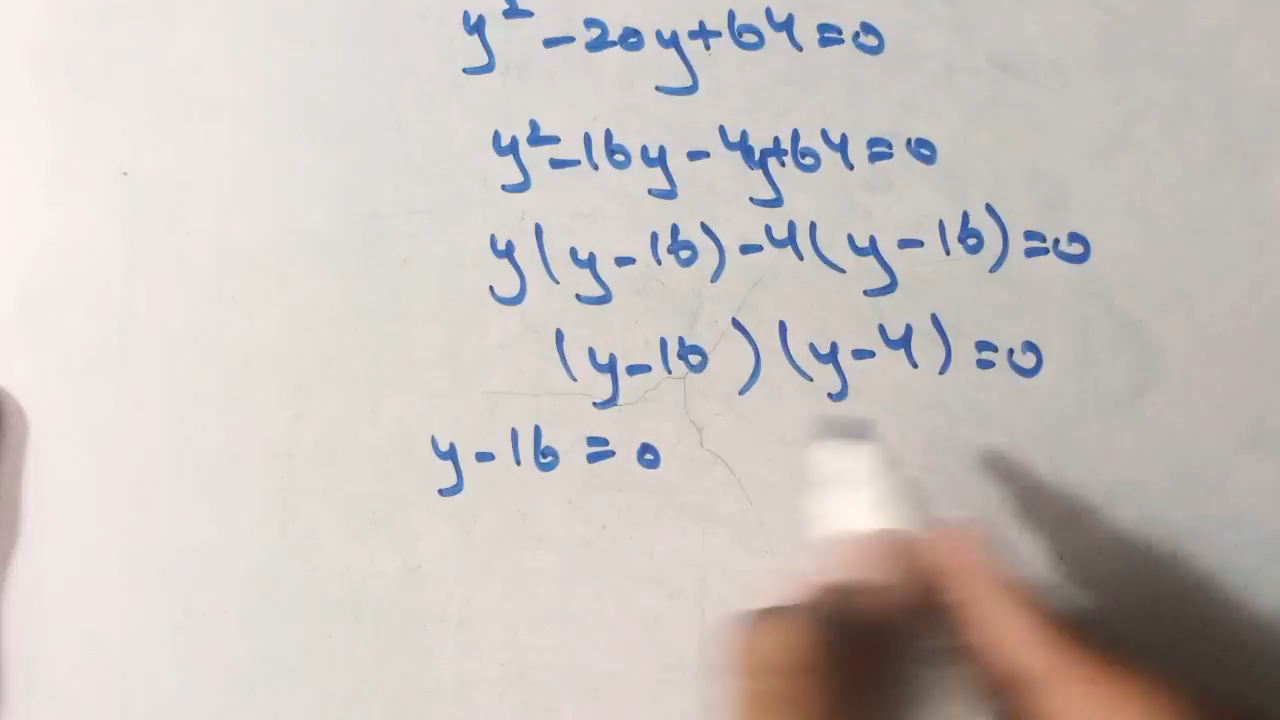 y² - 20y + 64 = 0
y² - 16y - 4y + 64 = 0
y(y - 16) - 4(y - 16) = 0
(y - 16)(y - 4) = 0
y - 16 = 0